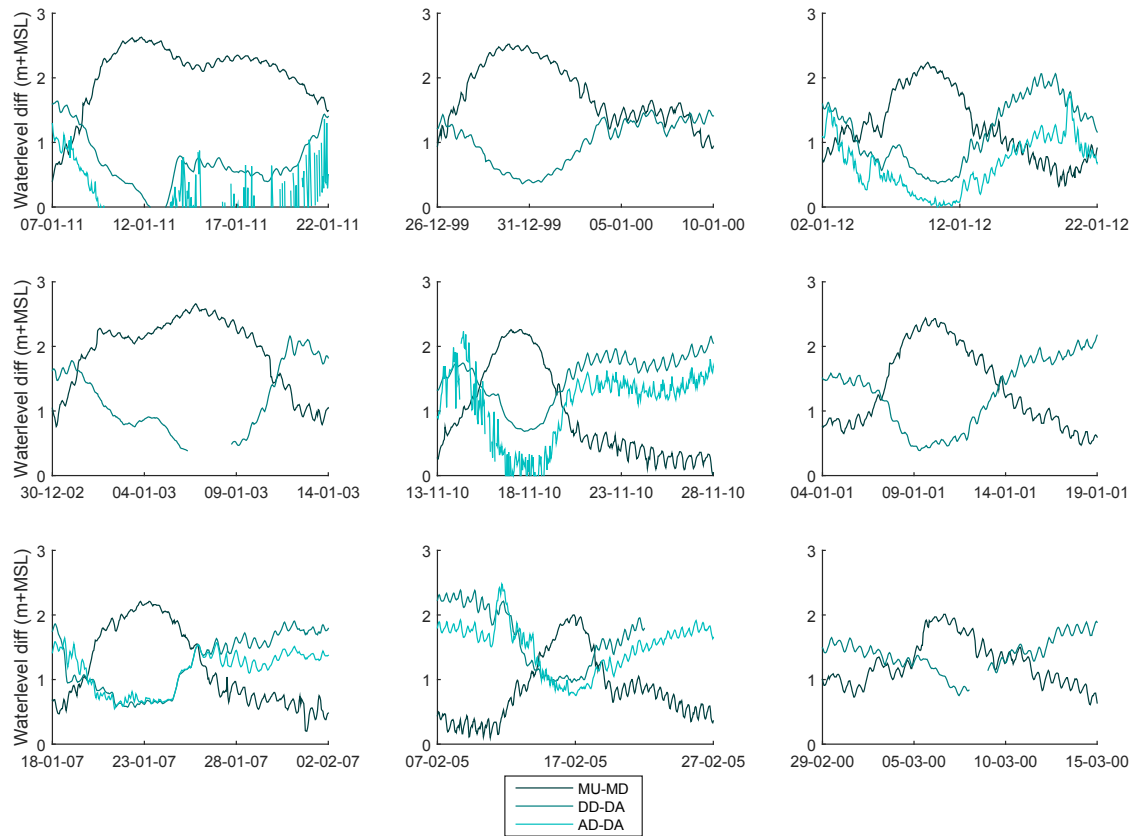 Waterlevel diff (m+MSL)
3
2
1
0
07-01-11 12-01-11 17-01-11 22-01-11
3
2
1
0
26-12-99 31-12-99 05-01-00 10-01-00
3
2
1
0
02-01-12 12-01-12 22-01-12
Waterlevel diff (m+MSL)
3
2
1
0
30-12-02 04-01-03 09-01-03 14-01-03
3
2
1
0
13-11-10 18-11-10 23-11-10 28-11-10
3
2
1
0
04-01-01 09-01-01 14-01-01 19-01-01
Waterlevel diff (m+MSL)
3
2
1
0
18-01-07 23-01-07 28-01-07 02-02-07
3
2
1
0
07-02-05 17-02-05 27-02-05
3
2
1
0
29-02-00 05-03-00 10-03-00 15-03-00
MU-MD
DD-DA
AD-DA